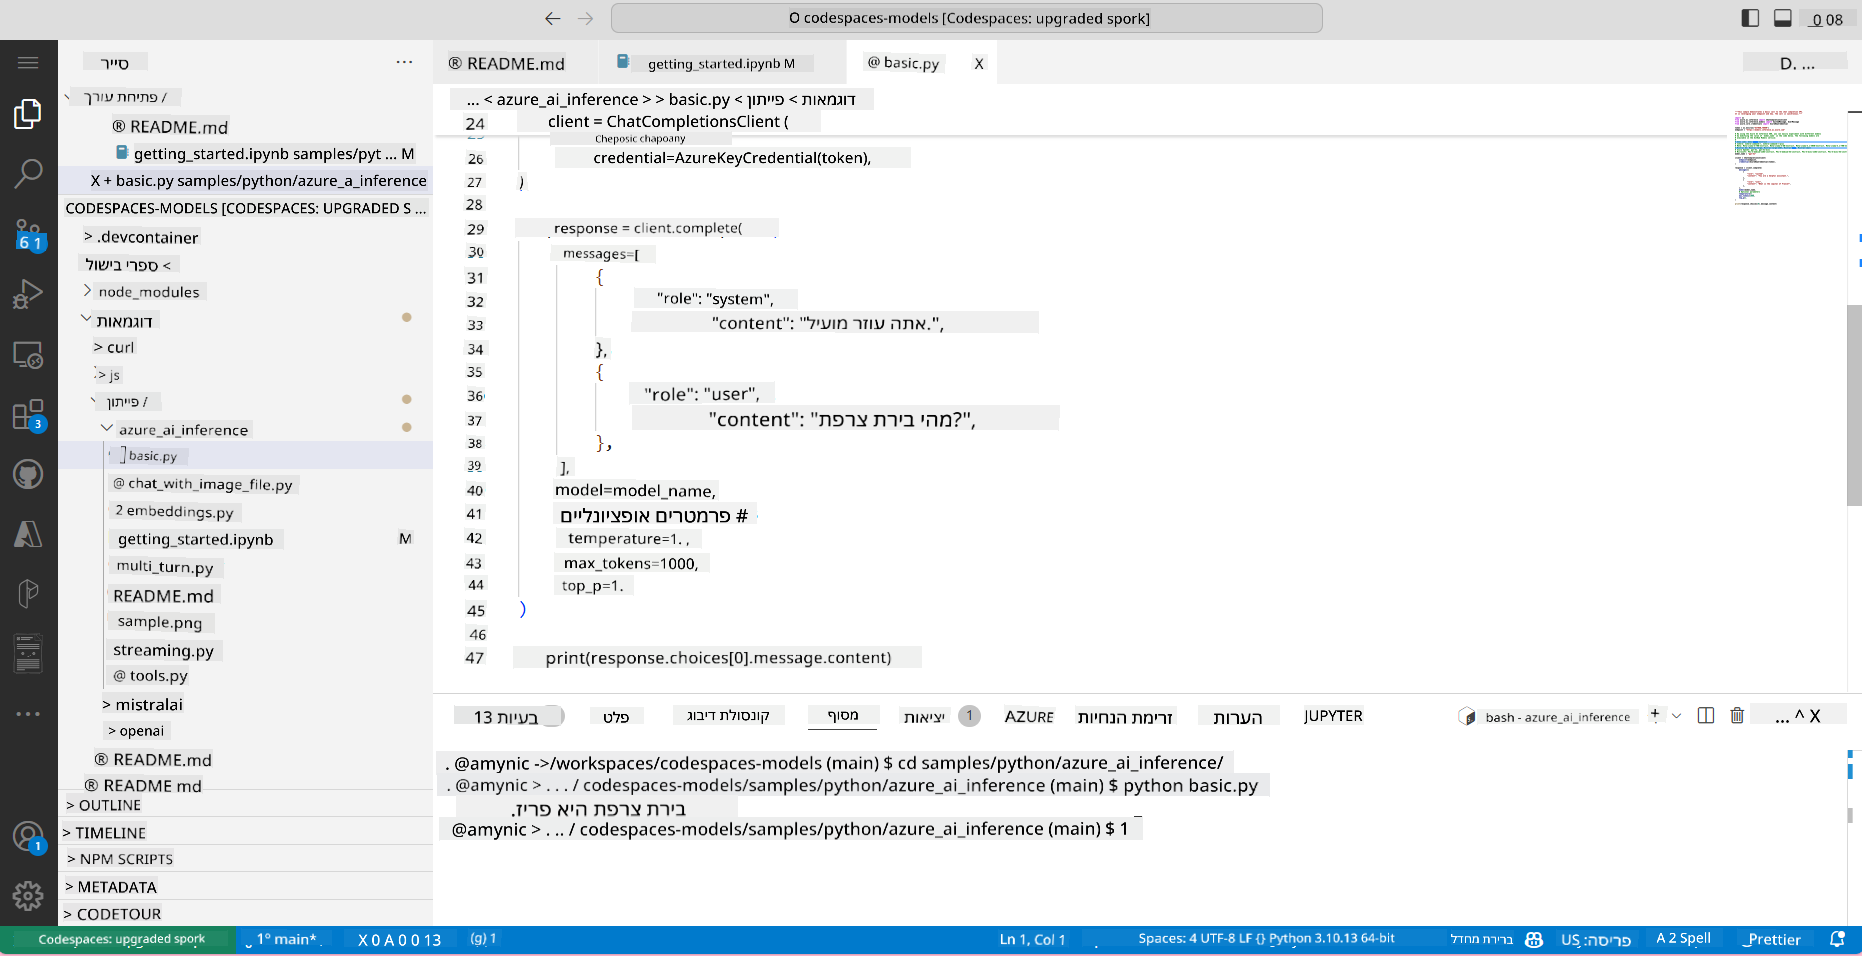 O codespaces-models [Codespaces: upgraded spork]
0 08
סייר
...
® README.md
getting_started.ipynb M
@ basic.py X
D. ...
פתיחת עורך /
® README.md
getting_started.ipynb samples/pyt ... M
X + basic.py samples/python/azure_a_inference
CODESPACES-MODELS [CODESPACES: UPGRADED S ...
> .devcontainer
ספרי בישול >
> node_modules
דוגמאות
> curl
> js
פייתון /
azure_ai_inference
basic.py
@ chat_with_image_file.py
2 embeddings.py
getting_started.ipynb M
multi_turn.py
README.md
sample.png
streaming.py
@ tools.py
> mistralai
> openai
® README.md
® README md
> OUTLINE
> TIMELINE
> NPM SCRIPTS
> METADATA
> CODETOUR
61
3
1
... < azure_ai_inference > > basic.py < דוגמאות > פייתון
24 client = ChatCompletionsClient (
Cheposic chapoany
26 credential=AzureKeyCredential(token),
27 )
28
29 response = client.complete(
30 messages=[
31 {
32 "role": "system",
33 "content": "אתה עוזר מועיל.",
34 },
35 {
36 "role": "user",
37 "content": "מהי בירת צרפת?",
38 },
39 ],
40 model=model_name,
41 # פרמטרים אופציונליים
42 temperature=1. ,
43 max_tokens=1000,
44 top_p=1.
45 )
46
47 print(response.choices[0].message.content)
בעיות 13 פלט קונסולת דיבוג מסוף יציאות 1 AZURE זרימת הנחיות הערות JUPYTER
bash - azure_ai_inference + ... ^ X
. @amynic ->/workspaces/codespaces-models (main) $ cd samples/python/azure_ai_inference/
. @amynic > . . . / codespaces-models/samples/python/azure_ai_inference (main) $ python basic.py
בירת צרפת היא פריז.
@amynic > . .. / codespaces-models/samples/python/azure_ai_inference (main) $ 1
Codespaces: upgraded spork 1º main* X 0 A 0 0 13 (g) 1
Ln 1, Col 1 Spaces: 4 UTF-8 LF {} Python 3.10.13 64-bit ברירת מחדל פריסה: US A 2 Spell Prettier